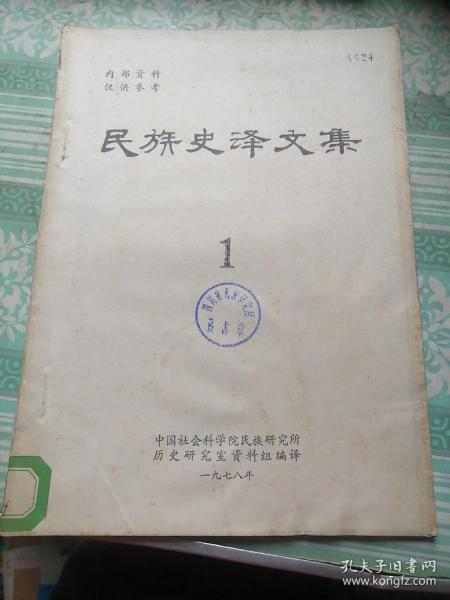 4524
内部资料
仅供参考
民族史译文集
1
中国社会科学院民族研究所
历史研究室资料组编译
一九七八年
孔夫子旧书网
www.kongfz.com